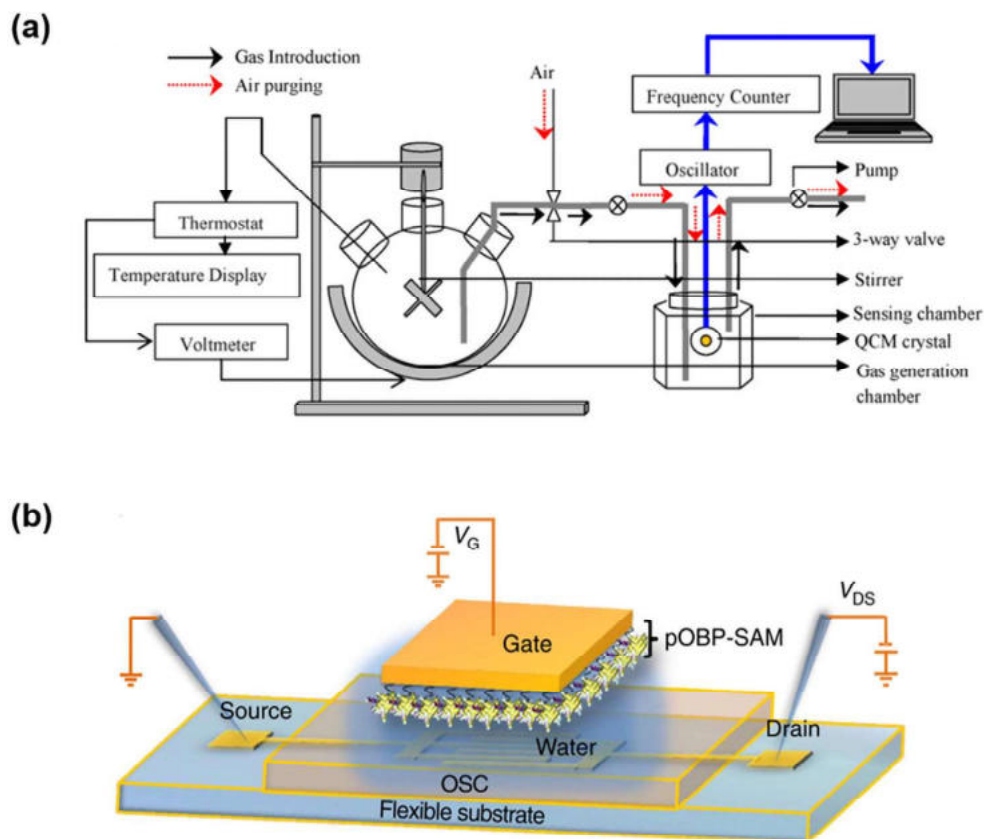 (a)
Gas Introduction
Air purging
Air
Frequency Counter
Oscillator
Pump
Thermostat
3-way valve
Temperature Display
Stirrer
Sensing chamber
Voltmeter
QCM crystal
Gas generation
chamber
(b)
VG
VDS
Gate
pOBP-SAM
Source
Drain
Water
OSC
Flexible substrate